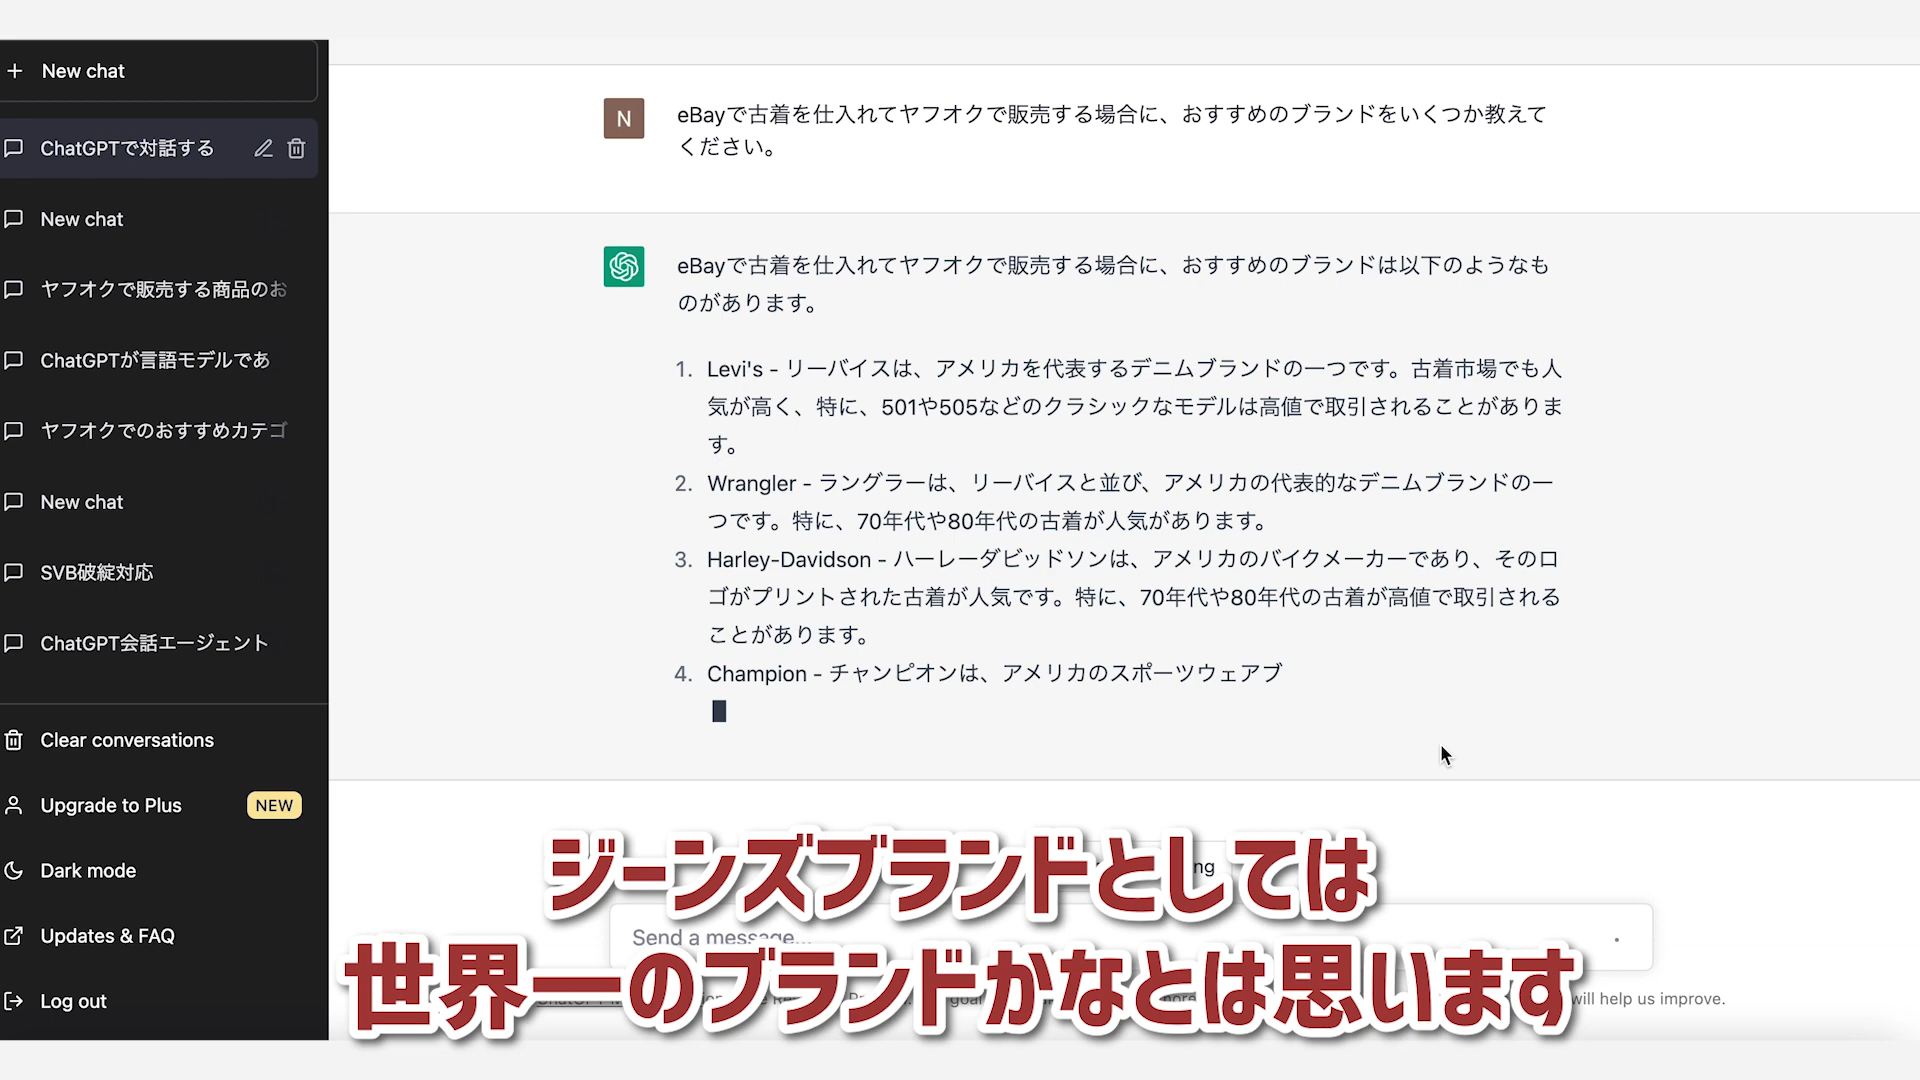 New chat
ChatGPTで対話する
New chat
ヤフオクで販売する商品のお
ChatGPTが言語モデルであ
ヤフオクでのおすすめカテゴ
New chat
SVB破綻対応
ChatGPT会話エージェント
Clear conversations
Upgrade to Plus NEW
Dark mode
Updates & FAQ
Log out
N
eBayで古着を仕入れてヤフオクで販売する場合に、おすすめのブランドをいくつか教えて
ください。
eBayで古着を仕入れてヤフオクで販売する場合に、おすすめのブランドは以下のようなも
のがあります。
1. Levi's - リーバイスは、アメリカを代表するデニムブランドの一つです。古着市場でも人
気が高く、特に、501や505などのクラシックなモデルは高値で取引されることがありま
す。
2. Wrangler - ラングラーは、リーバイスと並び、アメリカの代表的なデニムブランドの一
つです。特に、70年代や80年代の古着が人気があります。
3. Harley-Davidson - ハーレーダビッドソンは、アメリカのバイクメーカーであり、そのロ
ゴがプリントされた古着が人気です。特に、70年代や80年代の古着が高値で取引される
ことがあります。
4. Champion - チャンピオンは、アメリカのスポーツウェアブ
ジーンズブランドとしては
Send a message...
世界一のブランドかなとは思います
will help us improve.